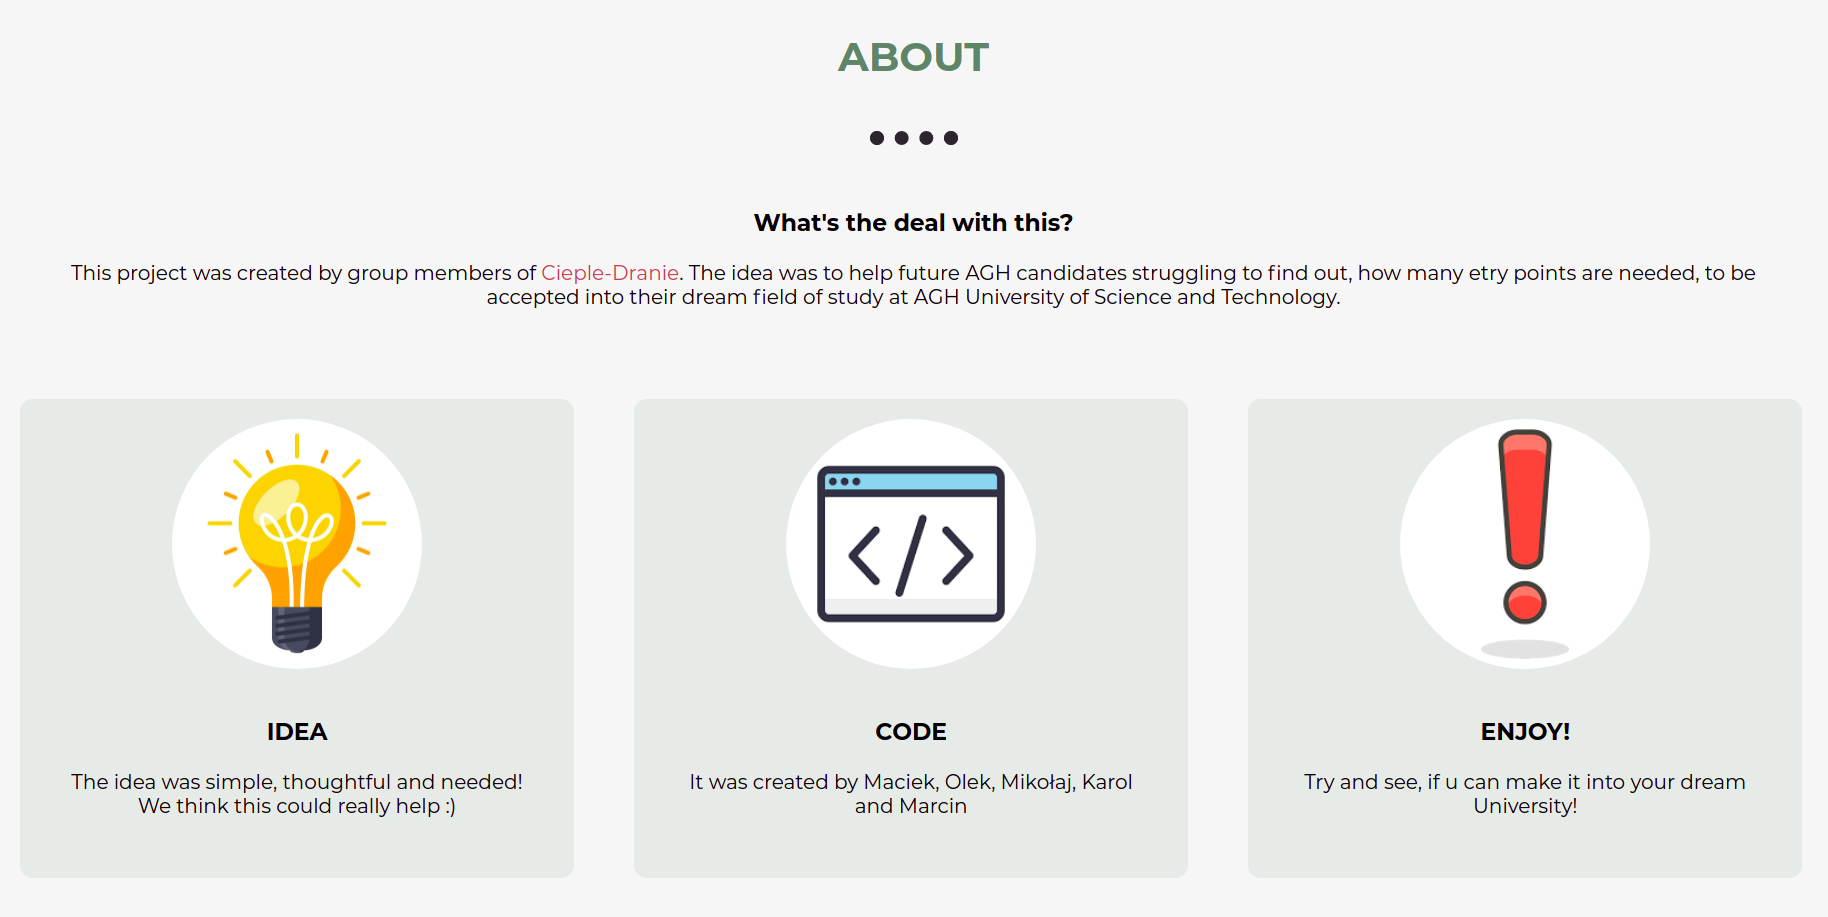 ABOUT
What's the deal with this?
This project was created by group members of Cieple-Dranie. The idea was to help future AGH candidates struggling to find out, how many etry points are needed, to be
accepted into their dream field of study at AGH University of Science and Technology.
</>
IDEA
The idea was simple, thoughtful and needed!
We think this could really help :)
CODE
It was created by Maciek, Olek, Mikołaj, Karol
and Marcin
ENJOY!
Try and see, if u can make it into your dream
University!